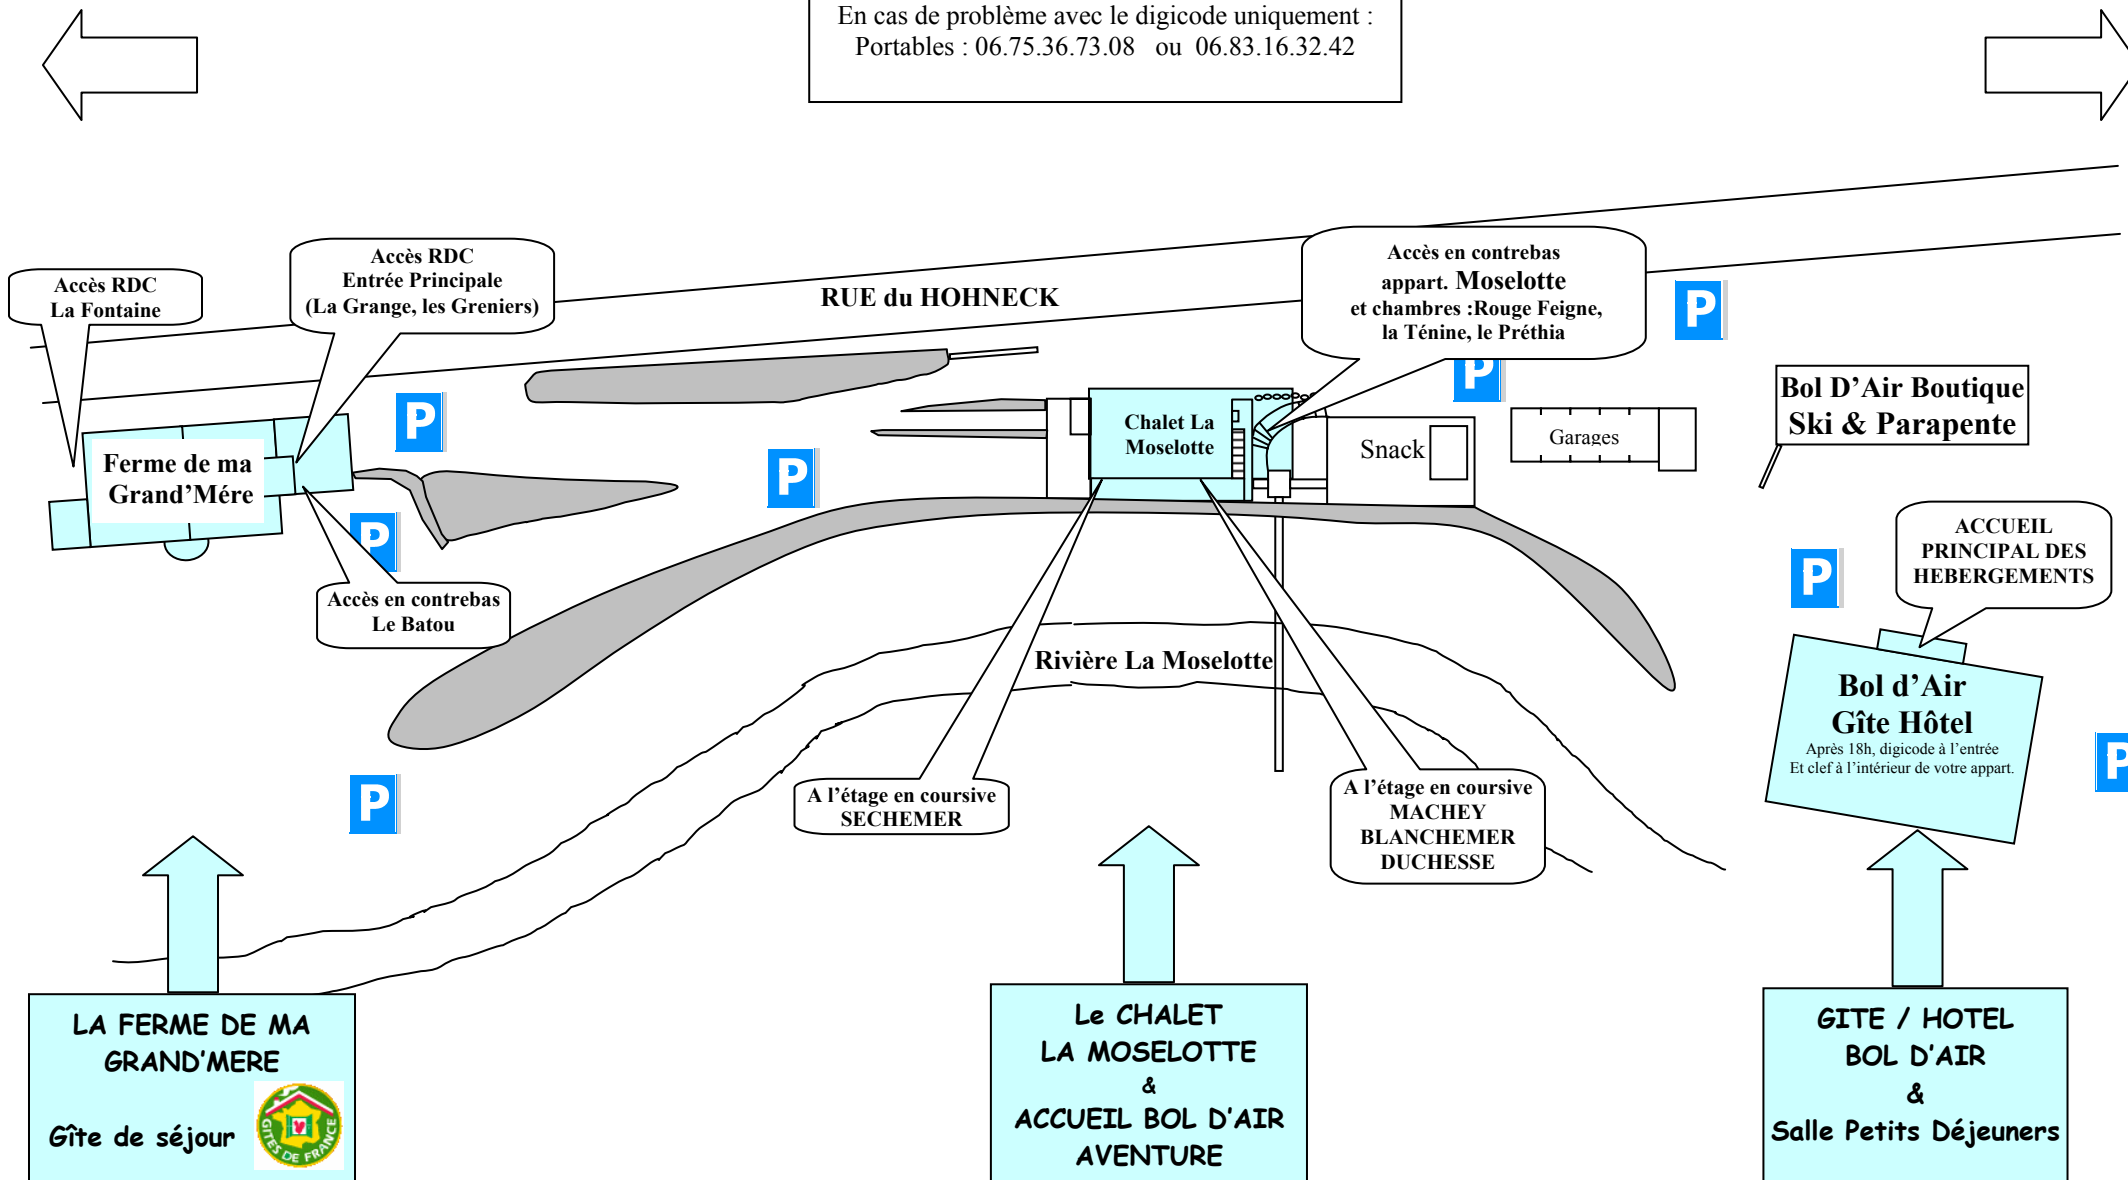 En cas de problème avec le digicode uniquement :
Portables : 06.75.36.73.08 ou 06.83.16.32.42
Accès RDC
La Fontaine
Accès RDC
Entrée Principale
(La Grange, les Greniers)
RUE du HOHNECK
Accès en contrebas
appart. Moselotte
et chambres :Rouge Feigne,
la Ténine, le Préthia
P
P
P
P
P
P
P
P
Ferme de ma
Grand'Mére
Chalet La
Moselotte
Snack
Garages
Bol D'Air Boutique
Ski & Parapente
ACCUEIL
PRINCIPAL DES
HEBERGEMENTS
Accès en contrebas
Le Batou
Rivière La Moselotte
Bol d'Air
Gîte Hôtel
Après 18h, digicode à l'entrée
Et clef à l'intérieur de votre appart.
A l'étage en coursive
SECHEMER
A l'étage en coursive
MACHEY
BLANCHEMER
DUCHESSE
LA FERME DE MA
GRAND'MERE
Gîte de séjour
GITES DE FRANCE
Le CHALET
LA MOSELOTTE
&
ACCUEIL BOL D'AIR
AVENTURE
GITE / HOTEL
BOL D'AIR
&
Salle Petits Déjeuners